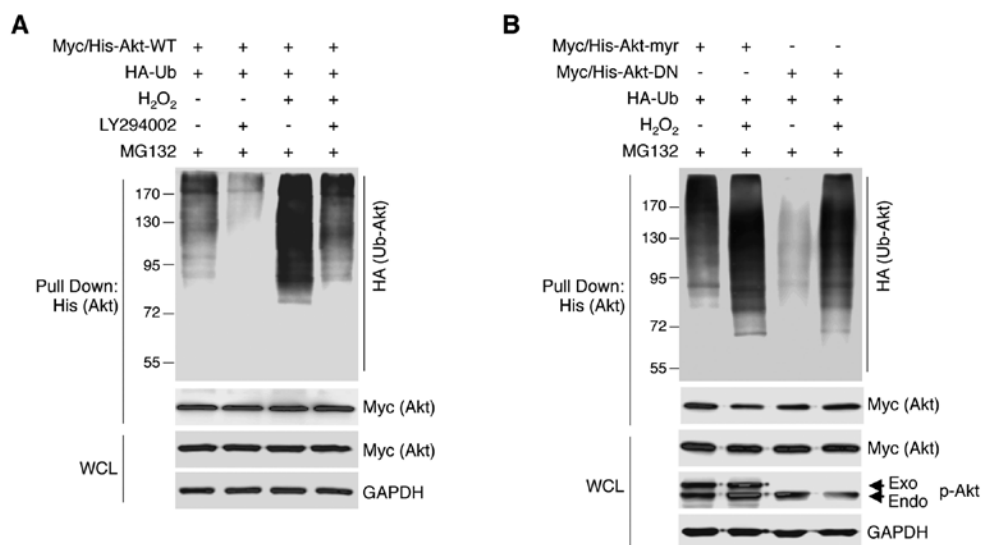 A
Myc/His-Akt-WT + + + +
HA-Ub + + + +
H₂O₂ - - + +
LY294002 - + - +
MG132 + + + +
170
130
95
72
55
Pull Down:
His (Akt)
HA (Ub-Akt)
Myc (Akt)
WCL
Myc (Akt)
GAPDH
B
Myc/His-Akt-myr + + - -
Myc/His-Akt-DN - - + +
HA-Ub + + + +
H₂O₂ - + - +
MG132 + + + +
170
130
95
72
55
Pull Down:
His (Akt)
HA (Ub-Akt)
Myc (Akt)
WCL
Myc (Akt)
Exo
Endo
p-Akt
GAPDH